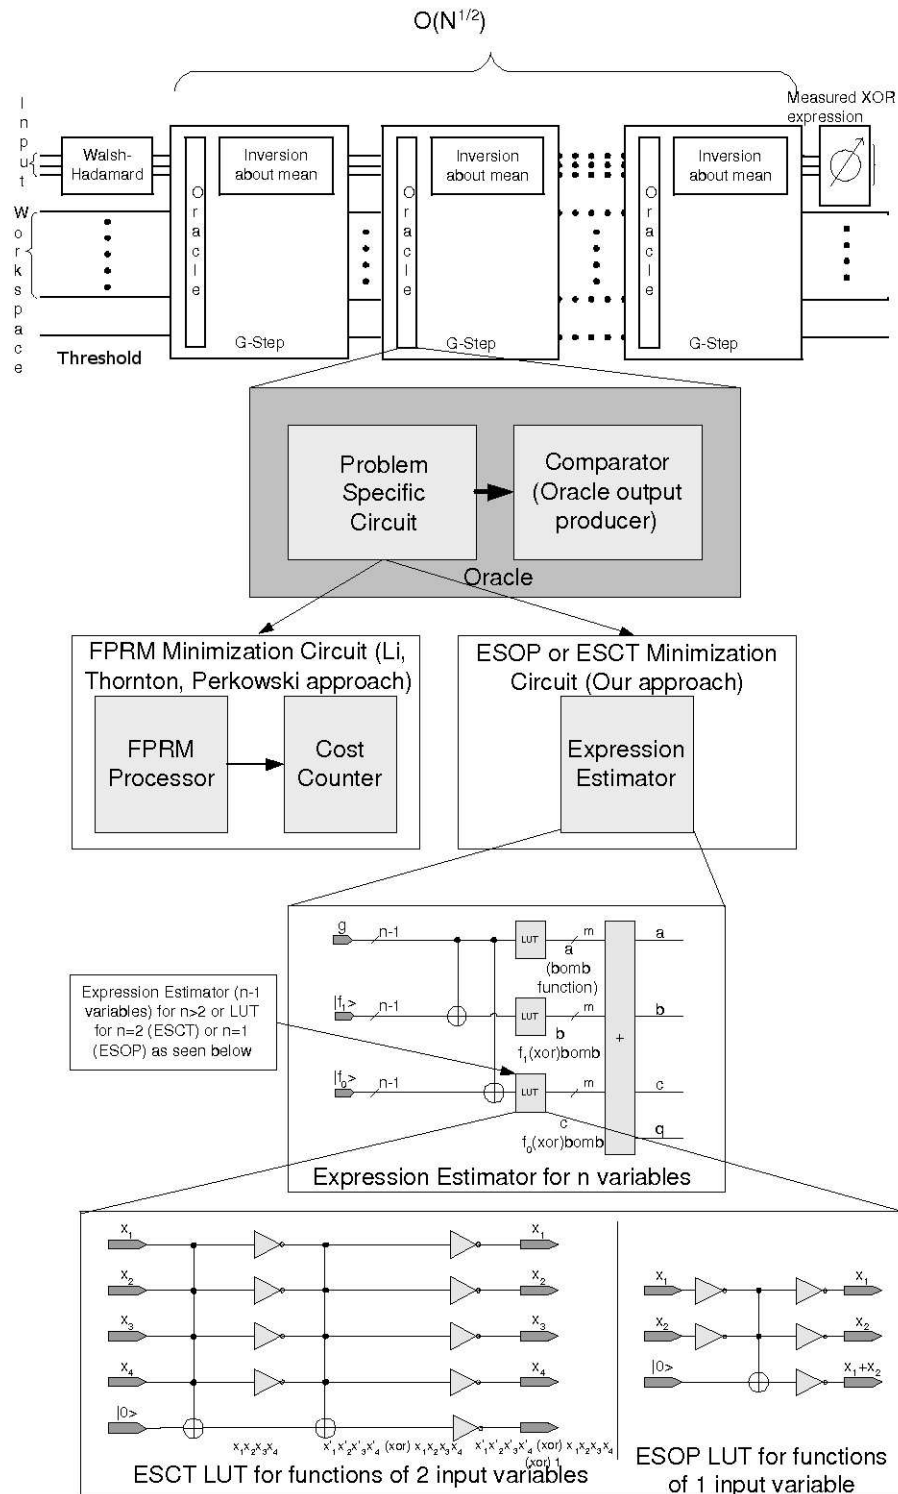 O(N^1/2)
Input
Measured XOR
expression
Walsh-
Hadamard
Oracle
Inversion
about mean
Oracle
Inversion
about mean
Oracle
Inversion
about mean
Workspace
G-Step
G-Step
G-Step
Threshold
Problem
Specific
Circuit
Comparator
(Oracle output
producer)
Oracle
FPRM Minimization Circuit (Li,
Thornton, Perkowski approach)
FPRM
Processor
Cost
Counter
ESOP or ESCT Minimization
Circuit (Our approach)
Expression
Estimator
g
n-1
LUT
m
a
a
(bomb
function)
Expression Estimator (n-1
variables) for n>2 or LUT
for n=2 (ESCT) or n=1
(ESOP) as seen below
|f₁>
n-1
LUT
m
b
b
f₁(xor)bomb
+
|f₀>
n-1
LUT
m
c
c
f₀(xor)bomb
q
Expression Estimator for n variables
x₁
x₁
x₂
x₂
x₃
x₃
x₄
x₄
|0>
x₁x₂x₃x₄
x'₁x'₂x'₃x'₄ (xor) x₁x₂x₃x₄
x'₁x'₂x'₃x'₄ (xor) x₁x₂x₃x₄
(xor) 1
ESCT LUT for functions of 2 input variables
x₁
x₁
x₂
x₂
|0>
x₁+x₂
ESOP LUT for functions
of 1 input variable